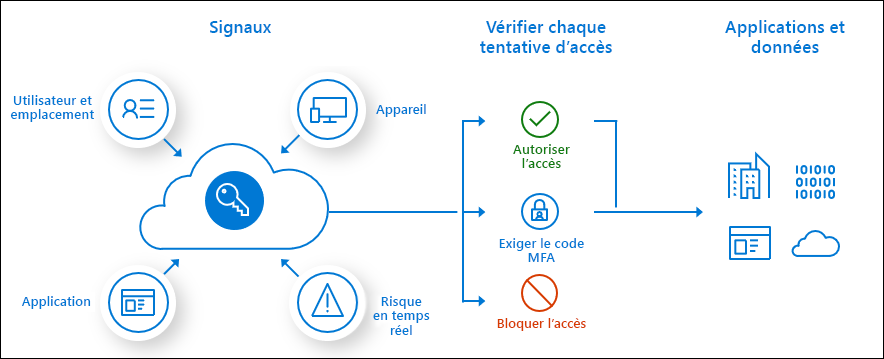 Signaux
Vérifier chaque
tentative d'accès
Applications et
données
Utilisateur et
emplacement
Appareil
Autoriser
l'accès
010101
Exiger le code
MFA
Application
Risque
en temps
réel
Bloquer l'accès